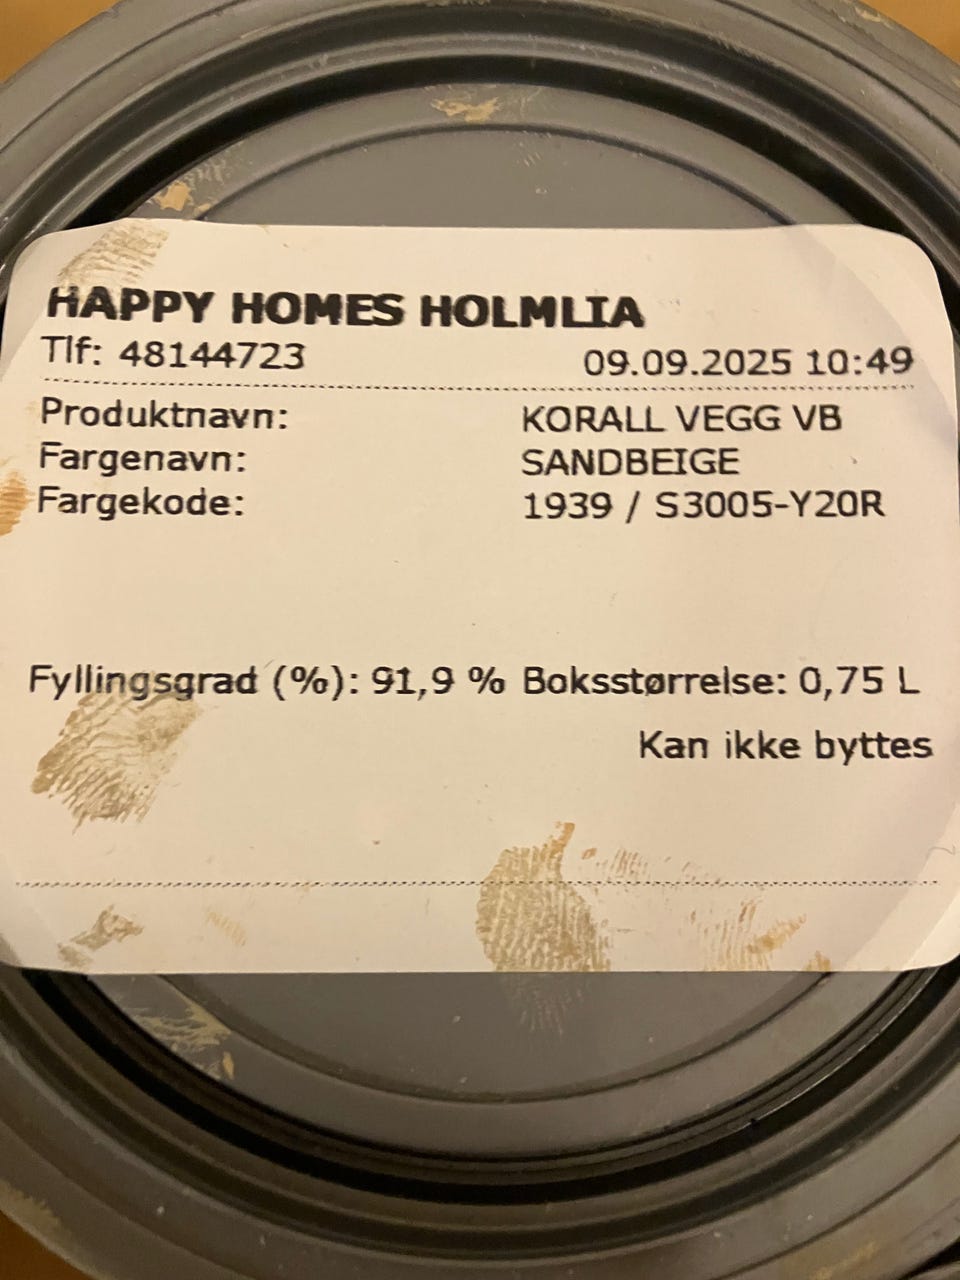 HAPPY HOMES HOLMLIA
Tlf: 48144723 09.09.2025 10:49
Produktnavn: KORALL VEGG VB
Fargenavn: SANDBEIGE
Fargekode: 1939 / S3005-Y20R
Fyllingsgrad (%): 91,9 % Boksstørrelse: 0,75 L
Kan ikke byttes